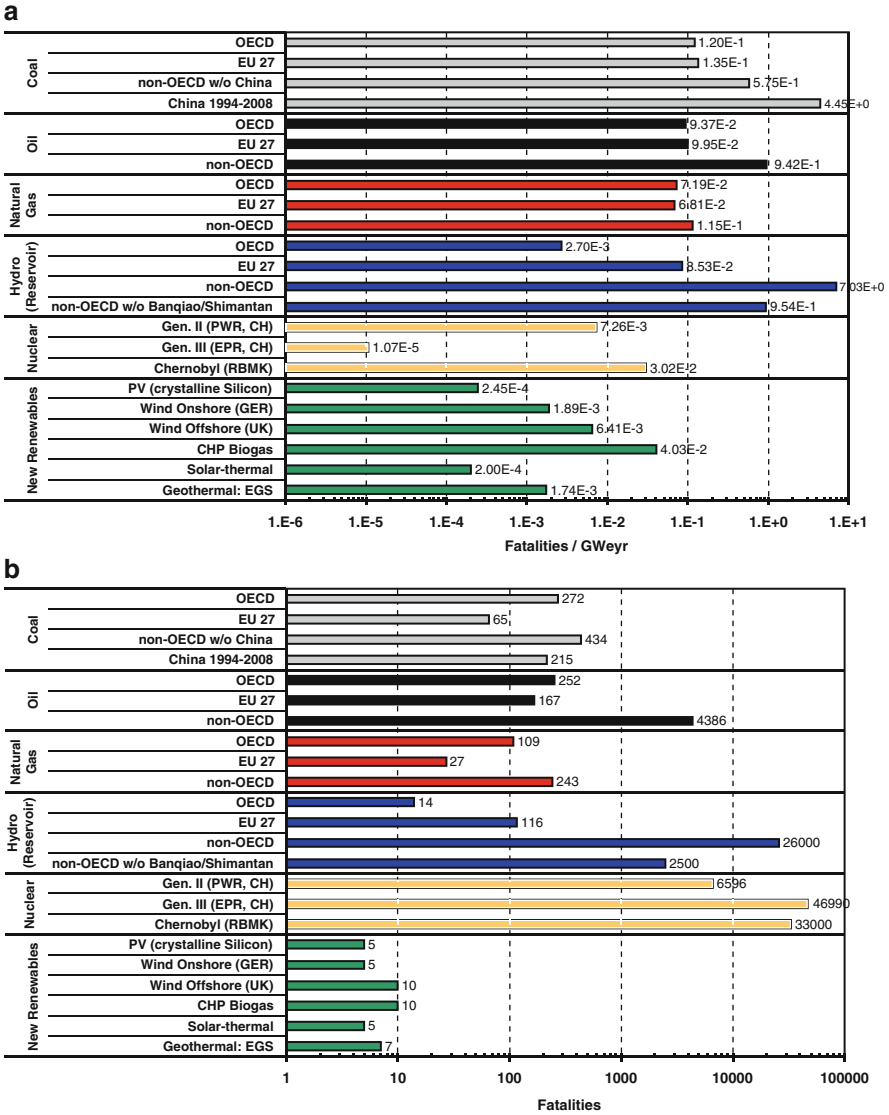 a
Coal
OECD 1.20E-1
EU 27 1.35E-1
non-OECD w/o China 5.75E-1
China 1994-2008 4.45E+0
Oil
OECD 9.37E-2
EU 27 9.95E-2
non-OECD 9.42E-1
Natural
Gas
OECD 7.19E-2
EU 27 6.81E-2
non-OECD 1.15E-1
Hydro
(Reservoir)
OECD 2.70E-3
EU 27 8.53E-2
non-OECD 7.03E+0
non-OECD w/o Banqiao/Shimantan 9.54E-1
Nuclear
Gen. II (PWR, CH) 7.26E-3
Gen. III (EPR, CH) 1.07E-5
Chernobyl (RBMK) 3.02E-2
New Renewables
PV (crystalline Silicon) 2.45E-4
Wind Onshore (GER) 1.89E-3
Wind Offshore (UK) 6.41E-3
CHP Biogas 4.03E-2
Solar-thermal 2.00E-4
Geothermal: EGS 1.74E-3
1.E-6 1.E-5 1.E-4 1.E-3 1.E-2 1.E-1 1.E+0 1.E+1
Fatalities / GWeyr
b
Coal
OECD 272
EU 27 65
non-OECD w/o China 434
China 1994-2008 215
Oil
OECD 252
EU 27 167
non-OECD 4386
Natural
Gas
OECD 109
EU 27 27
non-OECD 243
Hydro
(Reservoir)
OECD 14
EU 27 116
non-OECD 26000
non-OECD w/o Banqiao/Shimantan 2500
Nuclear
Gen. II (PWR, CH) 6596
Gen. III (EPR, CH) 46990
Chernobyl (RBMK) 33000
New Renewables
PV (crystalline Silicon) 5
Wind Onshore (GER) 5
Wind Offshore (UK) 10
CHP Biogas 10
Solar-thermal 5
Geothermal: EGS 7
1 10 100 1000 10000 100000
Fatalities